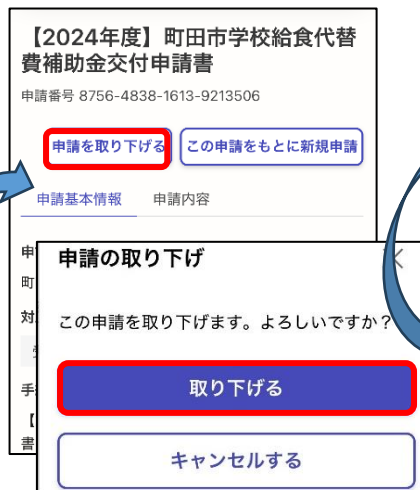 【2024年度】町田市学校給食代替
費補助金交付申請書
申請番号 8756-4838-1613-9213506
申請を取り下げる
この申請をもとに新規申請
申請基本情報
申請内容
申
町
対
手
【
書
申請の取り下げ
この申請を取り下げます。よろしいですか？
取り下げる
キャンセルする